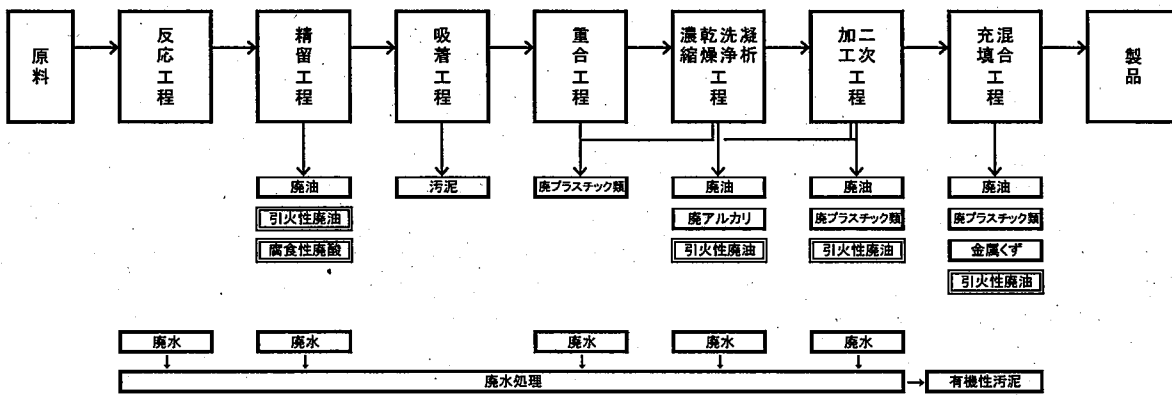 原料
反応工程
精留工程
吸着工程
重合工程
凝析
洗浄
乾燥
濃縮
工程
二次
加工
工程
混合
充填
工程
製品
廃油
引火性廃油
腐食性廃酸
汚泥
廃プラスチック類
廃油
廃アルカリ
引火性廃油
廃油
廃プラスチック類
引火性廃油
廃油
廃プラスチック類
金属くず
引火性廃油
廃水
廃水
廃水
廃水
廃水
廃水処理
有機性汚泥